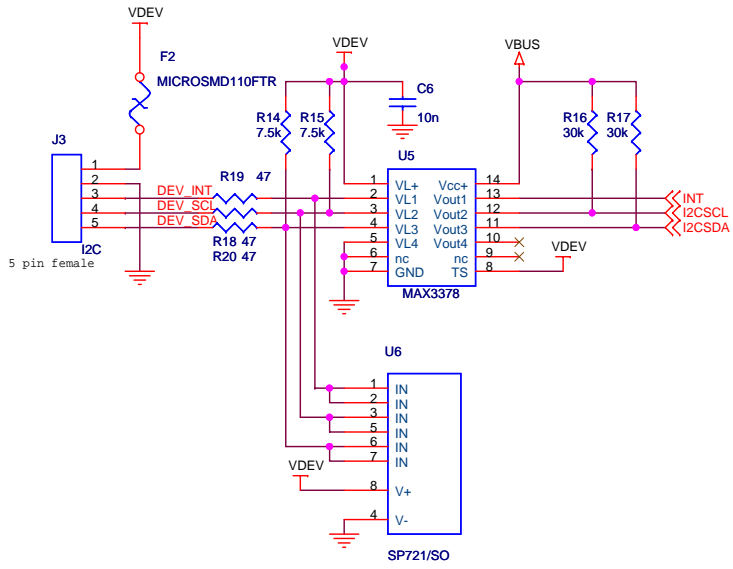 VDEV
F2
MICROSMD110FTR
VDEV
VBUS
C6
10n
R14
7.5k
R15
7.5k
R16
30k
R17
30k
J3
1
2
3
4
5
I2C
5 pin female
DEV_INT
DEV_SCL
DEV_SDA
R19 47
R18 47
R20 47
U5
1 VL+ Vcc+ 14
2 VL1 Vout1 13
3 VL2 Vout2 12
4 VL3 Vout3 11
5 VL4 Vout4 10
6 nc nc 9
7 GND TS 8
MAX3378
INT
I2CSCL
I2CSDA
VDEV
U6
1 IN
2 IN
3 IN
5 IN
6 IN
7 IN
VDEV
8 V+
4 V-
SP721/SO